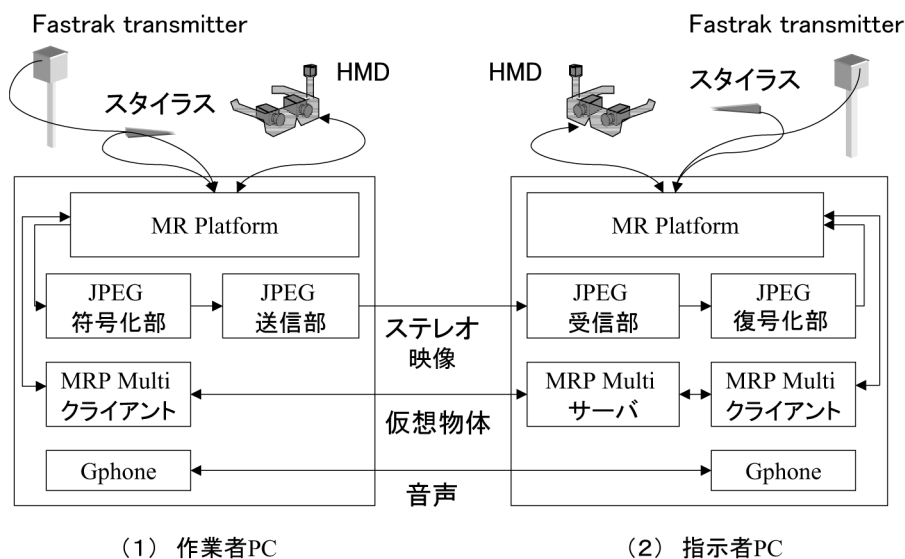 Fastrak transmitter
Fastrak transmitter
HMD
HMD
スタイラス
スタイラス
MR Platform
MR Platform
JPEG
符号化部
JPEG
送信部
ステレオ
映像
JPEG
受信部
JPEG
復号化部
MRP Multi
クライアント
仮想物体
MRP Multi
サーバ
MRP Multi
クライアント
Gphone
音声
Gphone
(1) 作業者PC
(2) 指示者PC